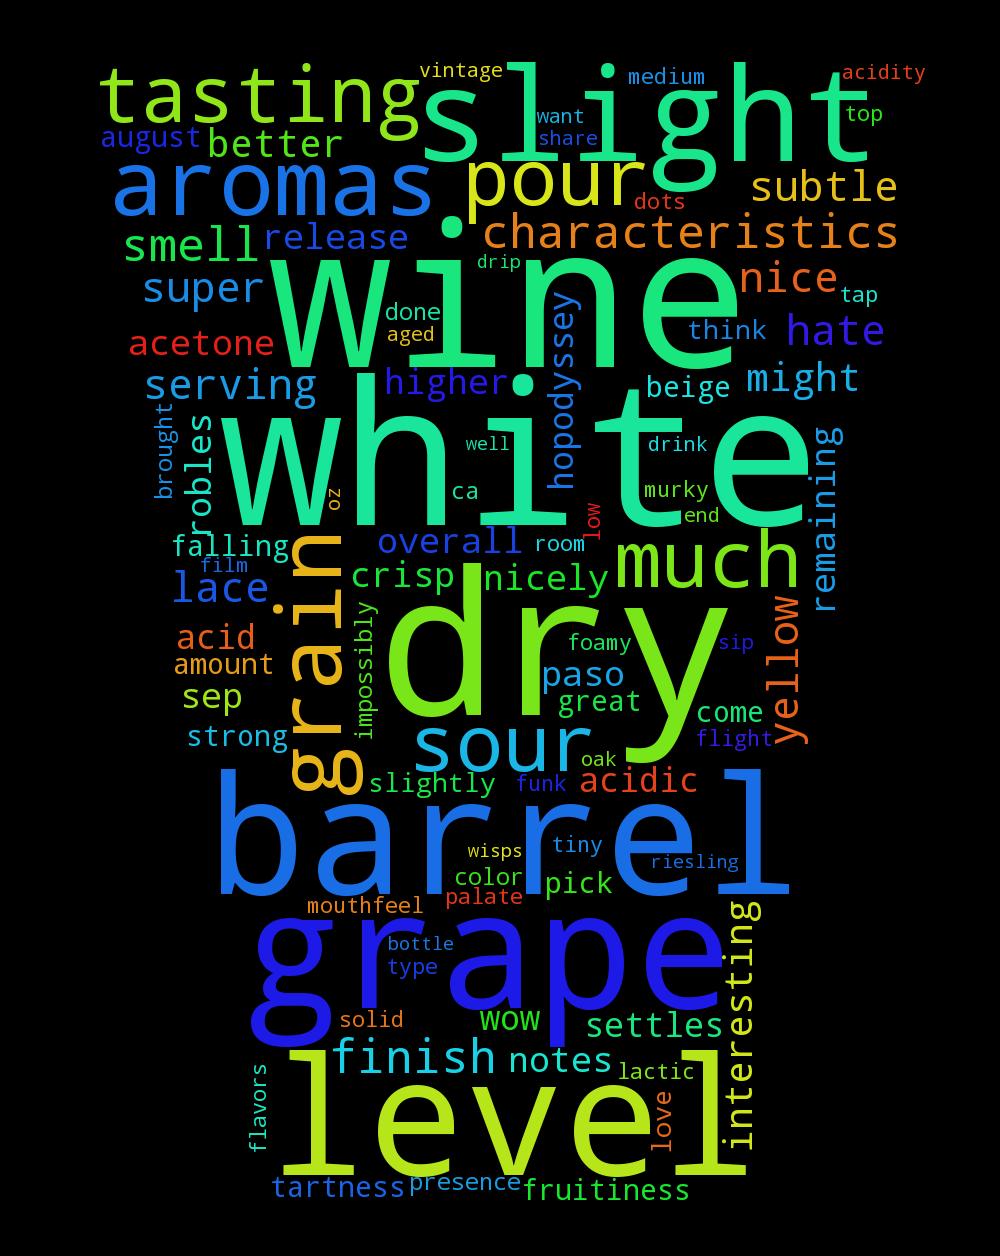 vintage
medium
acidity
tasting
slight
want
top
august
better
share
aromas
pour
dots
subtle
smell
release
characteristics
wine
drip
super
nice
tap
done
aged
hopodyssey
think
hate
acetone
serving
higher
white
beige
might
brought
robles
well
drink
remaining
oz
ca
murky
end
low
falling
film
overall
room
much
lace
grain
crisp
nicely
dry
impossibly
acid
amount
foamy
sip
yellow
paso
sep
great
come
strong
sour
oak
flight
slightly
funk
acidic
barrel
wisps
tiny
riesling
color
pick
palate
mouthfeel
grape
interesting
bottle
type
solid
wow
settles
finish
notes
lactic
flavors
level
love
tartness
presence
fruitiness